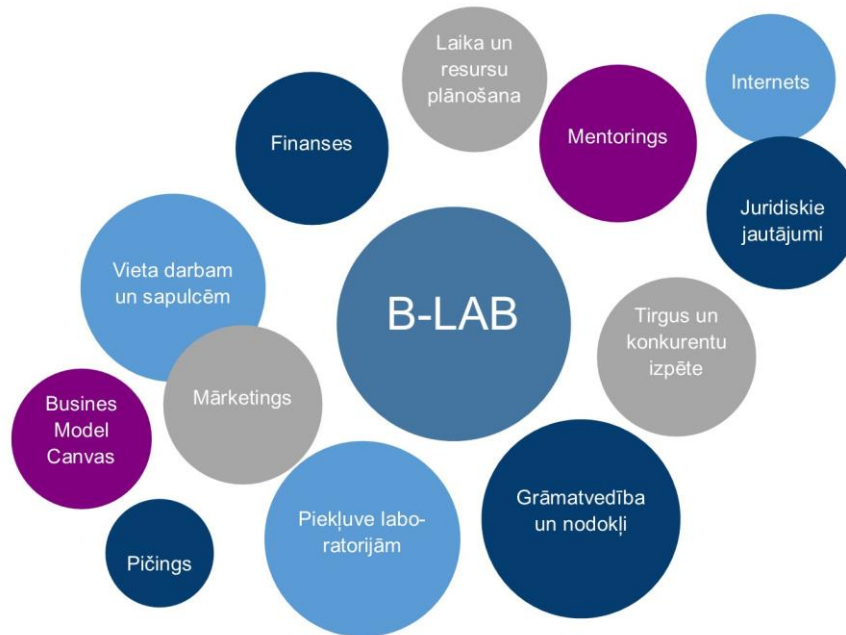 Laika un
resursu
plānošana
Internets
Finanses
Mentorings
Juridiskie
jautājumi
Vieta darbam
un sapulcēm
B-LAB
Tirgus un
konkurentu
izpēte
Mārketings
Busines
Model
Canvas
Piekļuve labo-
ratorijām
Grāmatvedība
un nodokļi
Pičings